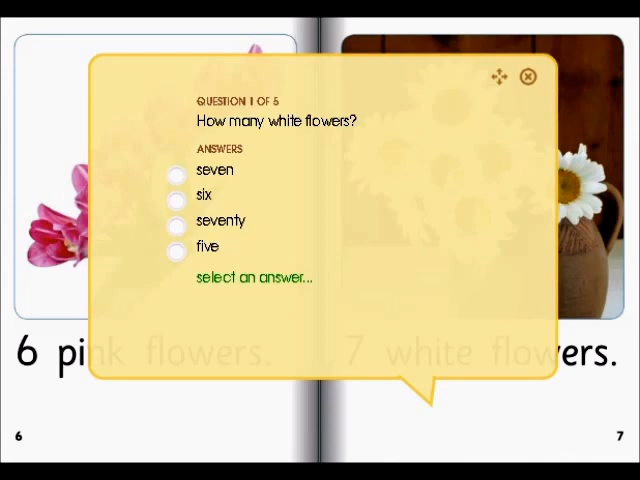 QUESTION 1 OF 5
How many white flowers?
ANSWERS
seven
six
seventy
five
select an answer...
6 pink flowers.
7 white flowers.
6
7